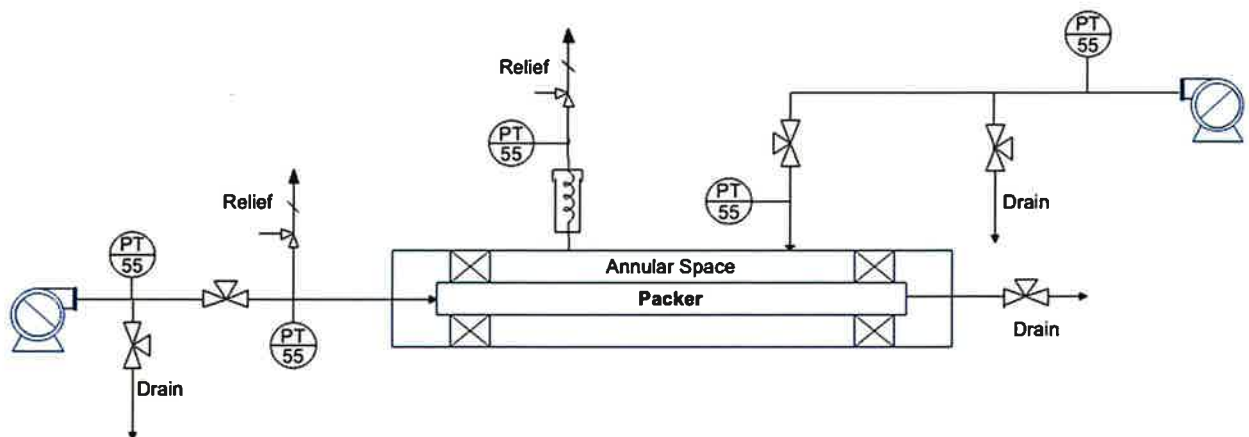 PT
55
Relief
PT
55
Relief
PT
55
Drain
PT
55
Annular Space
PT
55
Packer
PT
55
Drain
Drain